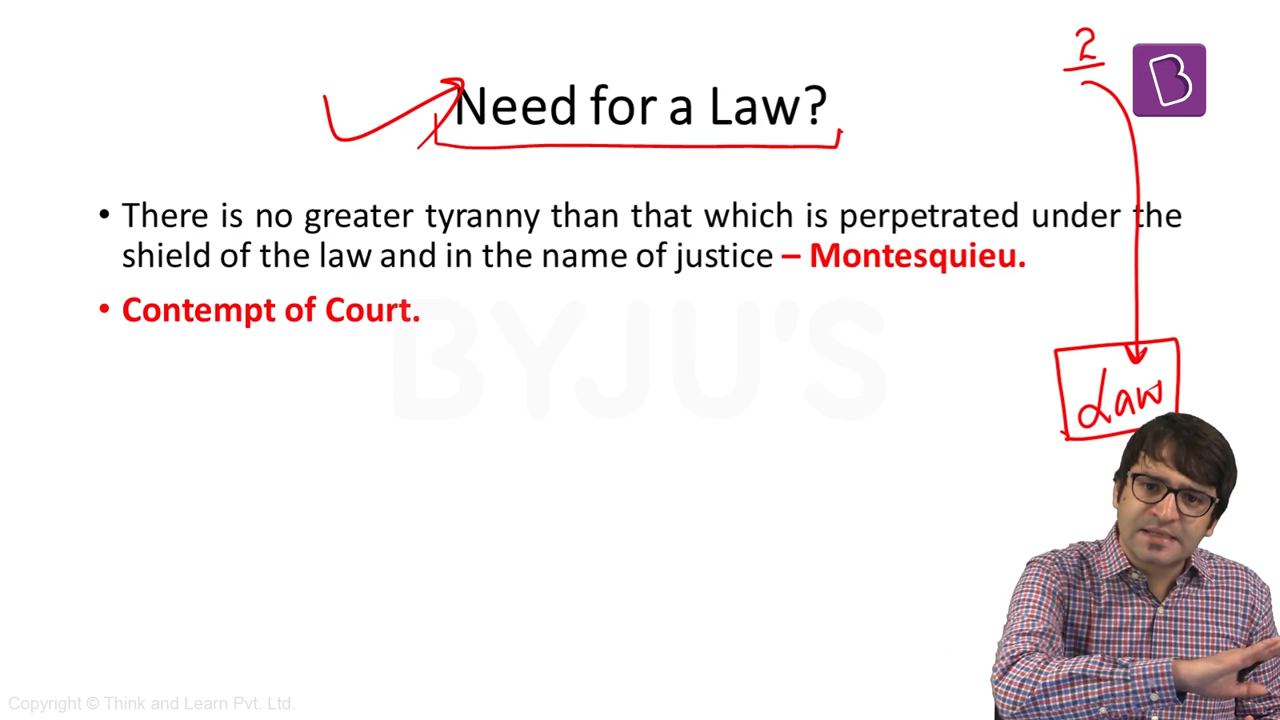 2
B
Need for a Law?
• There is no greater tyranny than that which is perpetrated under the
shield of the law and in the name of justice – Montesquieu.
• Contempt of Court.
BYJU'S
Law
Copyright © Think and Learn Pvt. Ltd.